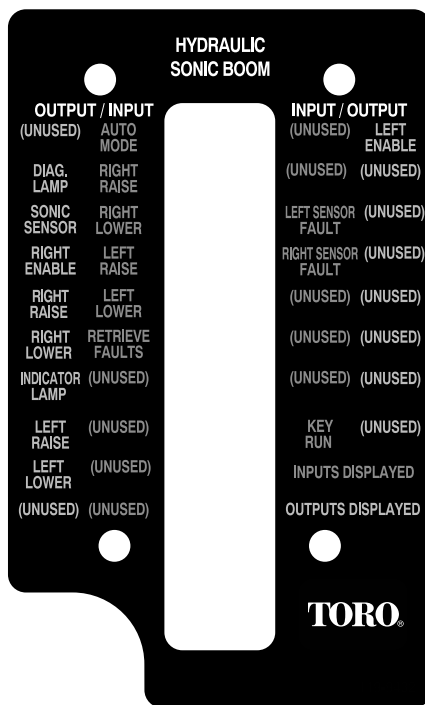 HYDRAULIC
SONIC BOOM
OUTPUT / INPUT
(UNUSED) AUTO
MODE
DIAG. RIGHT
LAMP RAISE
SONIC RIGHT
SENSOR LOWER
RIGHT LEFT
ENABLE RAISE
RIGHT LEFT
RAISE LOWER
RIGHT RETRIEVE
LOWER FAULTS
INDICATOR (UNUSED)
LAMP
LEFT (UNUSED)
RAISE
LEFT (UNUSED)
LOWER
(UNUSED) (UNUSED)
INPUT / OUTPUT
(UNUSED) LEFT
ENABLE
(UNUSED) (UNUSED)
LEFT SENSOR (UNUSED)
FAULT
RIGHT SENSOR (UNUSED)
FAULT
(UNUSED) (UNUSED)
(UNUSED) (UNUSED)
(UNUSED) (UNUSED)
KEY (UNUSED)
RUN
INPUTS DISPLAYED
OUTPUTS DISPLAYED
TORO®